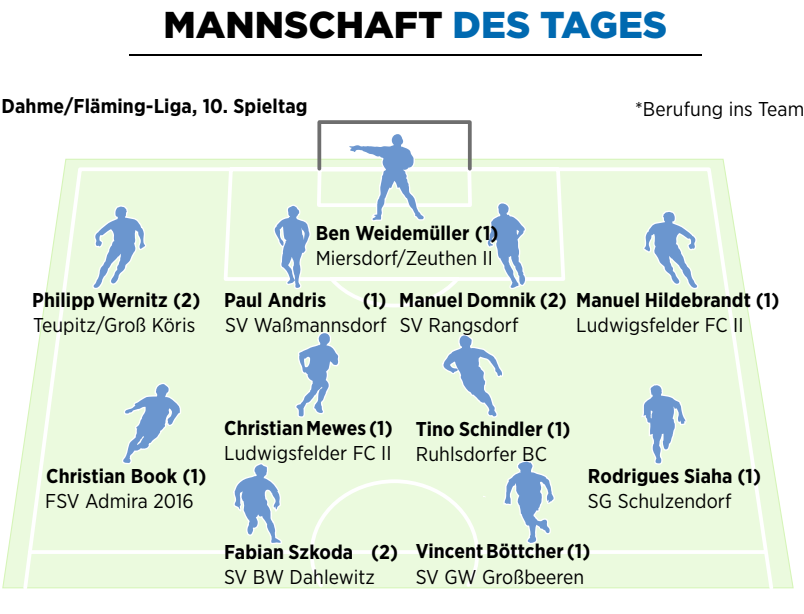 MANNSCHAFT DES TAGES
Dahme/Fläming-Liga, 10. Spieltag
*Berufung ins Team
Ben Weidemüller (1)
Miersdorf/Zeuthen II
Philipp Wernitz (2)
Teupitz/Groß Köris
Paul Andris (1)
SV Waßmannsdorf
Manuel Domnik (2)
SV Rangsdorf
Manuel Hildebrandt (1)
Ludwigsfelder FC II
Christian Mewes (1)
Ludwigsfelder FC II
Tino Schindler (1)
Ruhlsdorfer BC
Christian Book (1)
FSV Admira 2016
Rodrigues Siaha (1)
SG Schulzendorf
Fabian Szkoda (2)
SV BW Dahlewitz
Vincent Böttcher (1)
SV GW Großbeeren